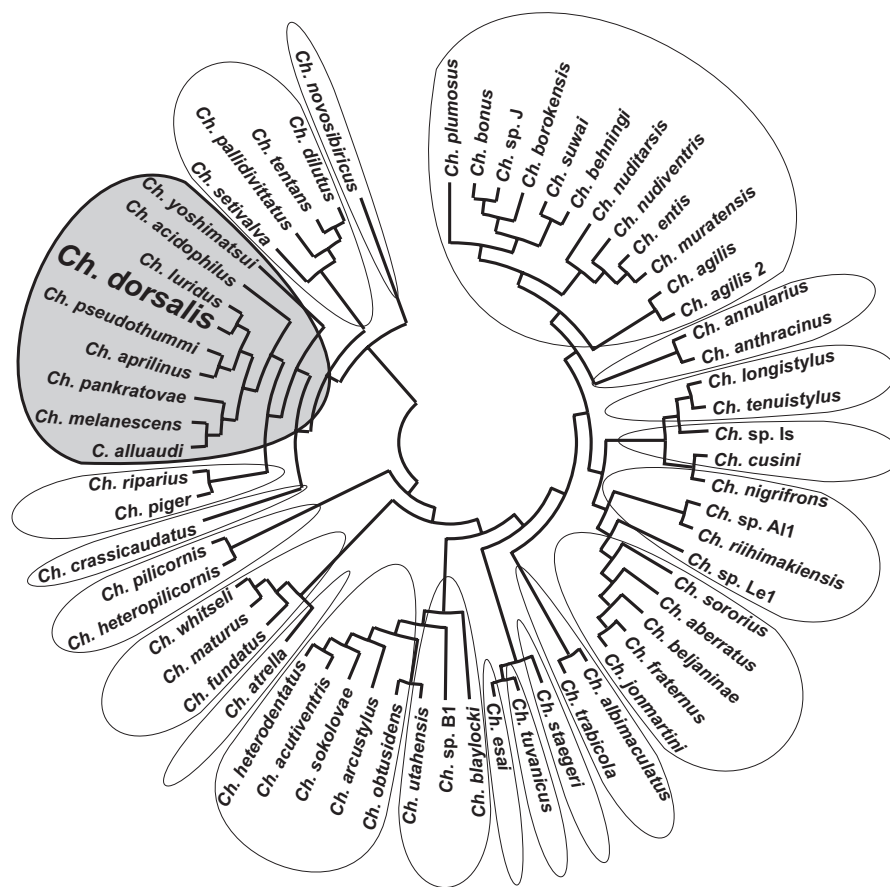 Ch. plumosus
Ch. bonus
Ch. sp. J
Ch. borokensis
Ch. suwai
Ch. behningi
Ch. nuditarsis
Ch. nudiventris
Ch. entis
Ch. muratensis
Ch. agilis
Ch. agilis 2
Ch. annularius
Ch. anthracinus
Ch. longistylus
Ch. tenuistylus
Ch. sp. Is
Ch. cusini
Ch. nigrifrons
Ch. sp. Al1
Ch. riihimakiensis
Ch. sp. Le1
Ch. sororius
Ch. aberratus
Ch. beljaninae
Ch. fraternus
Ch. jonmartini
Ch. albimaculatus
Ch. trabicola
Ch. staegeri
Ch. tuvanicus
Ch. esai
Ch. blaylocki
Ch. sp. B1
Ch. utahensis
Ch. obtusidens
Ch. arcustylus
Ch. sokolovae
Ch. acutiventris
Ch. heterodentatus
Ch. atrella
Ch. fundatus
Ch. maturus
Ch. whitseli
Ch. heteropilicornis
Ch. pilicornis
Ch. crassicaudatus
Ch. piger
Ch. riparius
C. alluaudi
Ch. melanescens
Ch. pankratovae
Ch. aprilinus
Ch. pseudothummi
Ch. dorsalis
Ch. luridus
Ch. acidophilus
Ch. yoshimatsui
Ch. setivalva
Ch. pallidivittatus
Ch. tentans
Ch. dilutus
Ch. novosibiricus